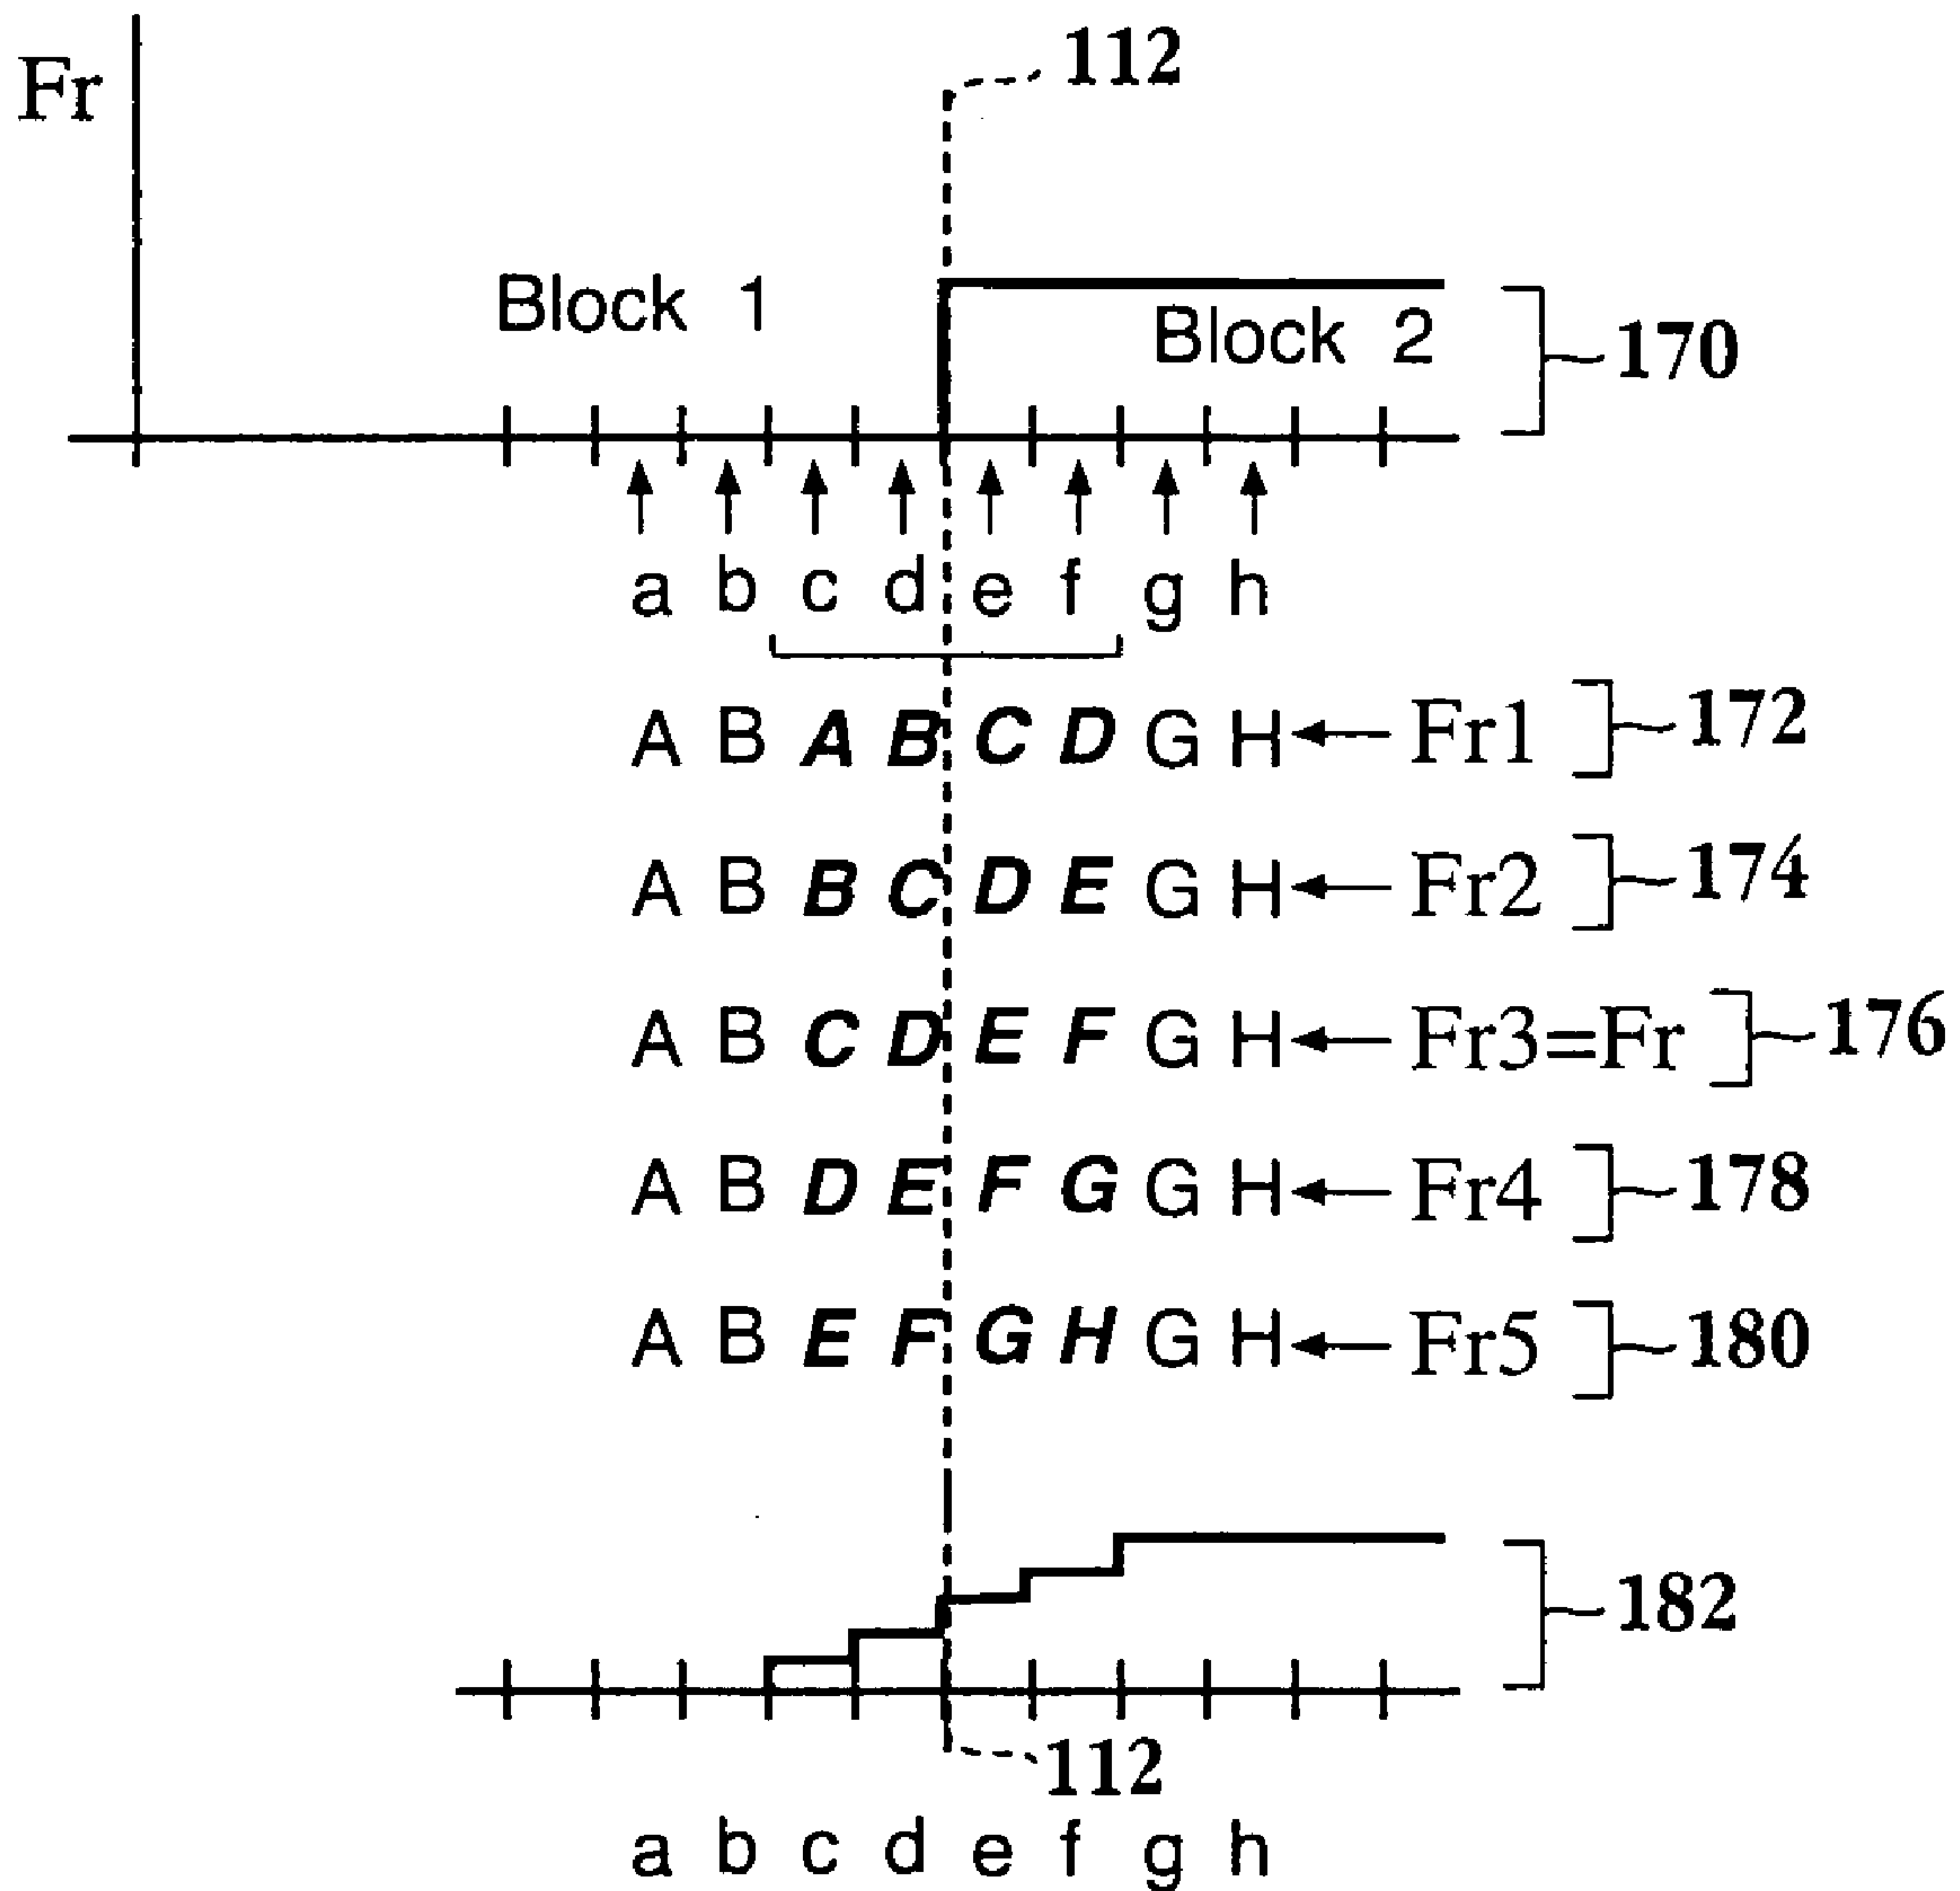 112
Fr
Block 1
Block 2
170
a b c d e f g h
A B A B C D G H Fr1 172
A B B C D E G H Fr2 174
A B C D E F G H Fr3=Fr 176
A B D E F G G H Fr4 178
A B E F G H G H Fr5 180
182
112
a b c d e f g h